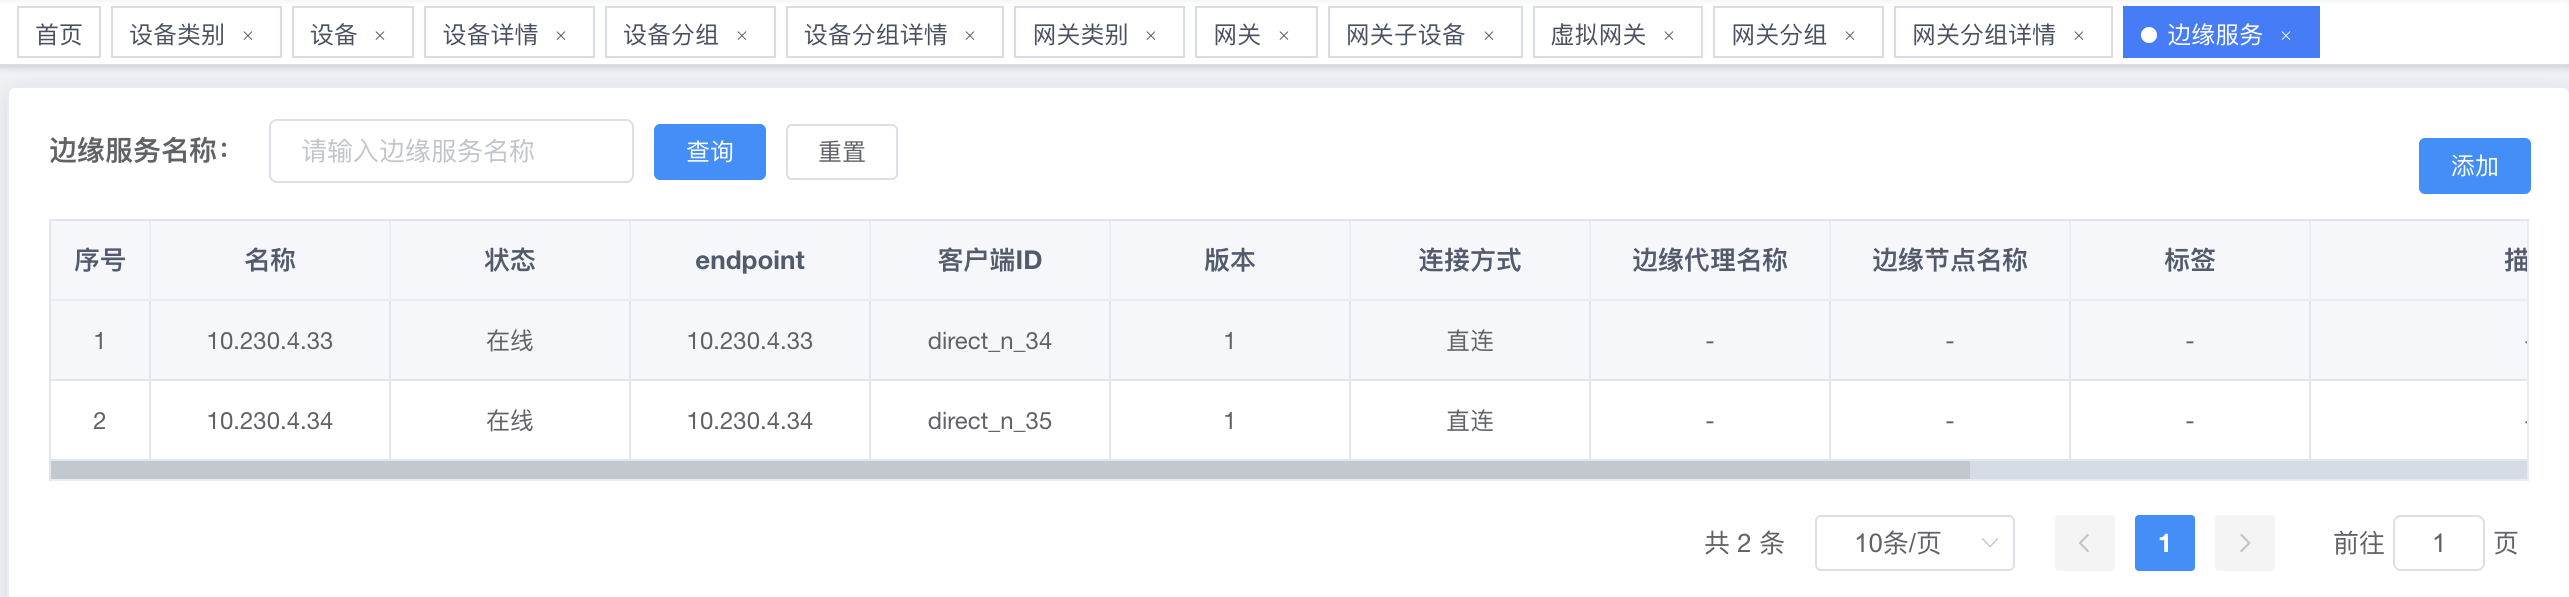 首页 设备类别 × 设备 × 设备详情 × 设备分组 × 设备分组详情 × 网关类别 × 网关 × 网关子设备 × 虚拟网关 × 网关分组 × 网关分组详情 × 边缘服务 ×
边缘服务名称： 请输入边缘服务名称 查询 重置 添加
序号 名称 状态 endpoint 客户端ID 版本 连接方式 边缘代理名称 边缘节点名称 标签 描
1 10.230.4.33 在线 10.230.4.33 direct_n_34 1 直连 - - - -
2 10.230.4.34 在线 10.230.4.34 direct_n_35 1 直连 - - - -
共 2 条 10条/页 1 前往 1 页